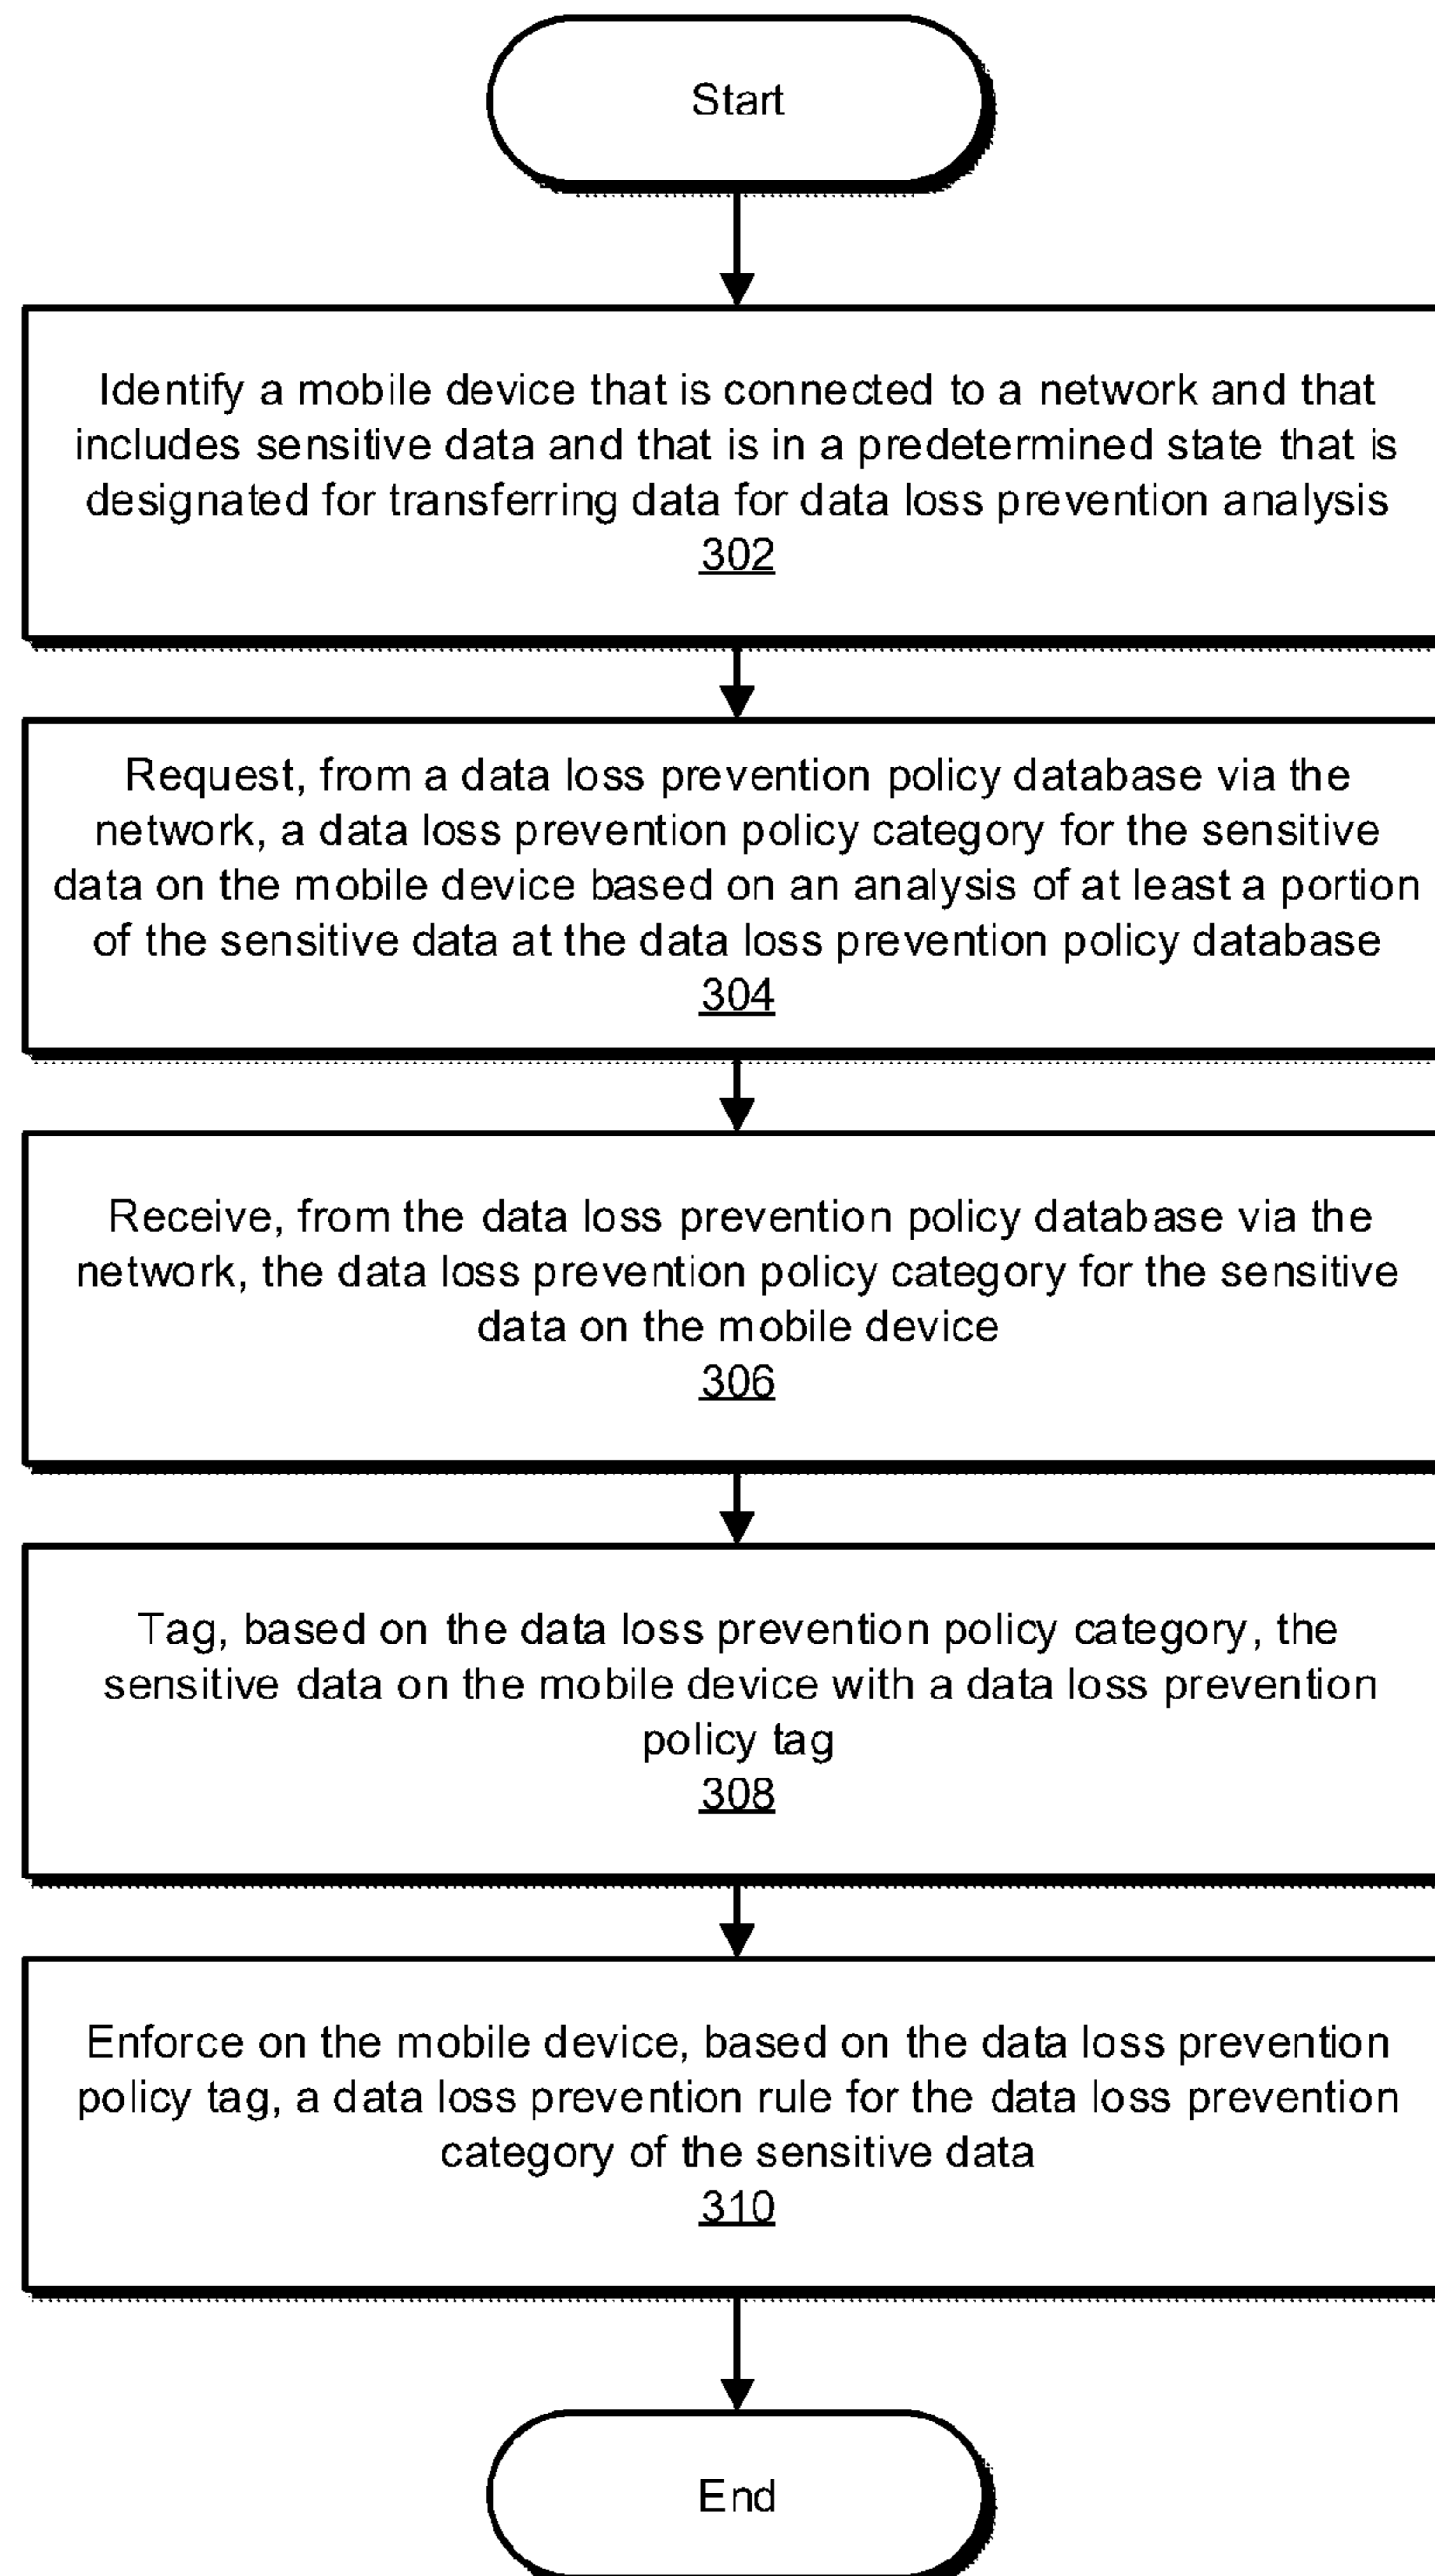 Start
Identify a mobile device that is connected to a network and that
includes sensitive data and that is in a predetermined state that is
designated for transferring data for data loss prevention analysis
302
Request, from a data loss prevention policy database via the
network, a data loss prevention policy category for the sensitive
data on the mobile device based on an analysis of at least a portion
of the sensitive data at the data loss prevention policy database
304
Receive, from the data loss prevention policy database via the
network, the data loss prevention policy category for the sensitive
data on the mobile device
306
Tag, based on the data loss prevention policy category, the
sensitive data on the mobile device with a data loss prevention
policy tag
308
Enforce on the mobile device, based on the data loss prevention
policy tag, a data loss prevention rule for the data loss prevention
category of the sensitive data
310
End